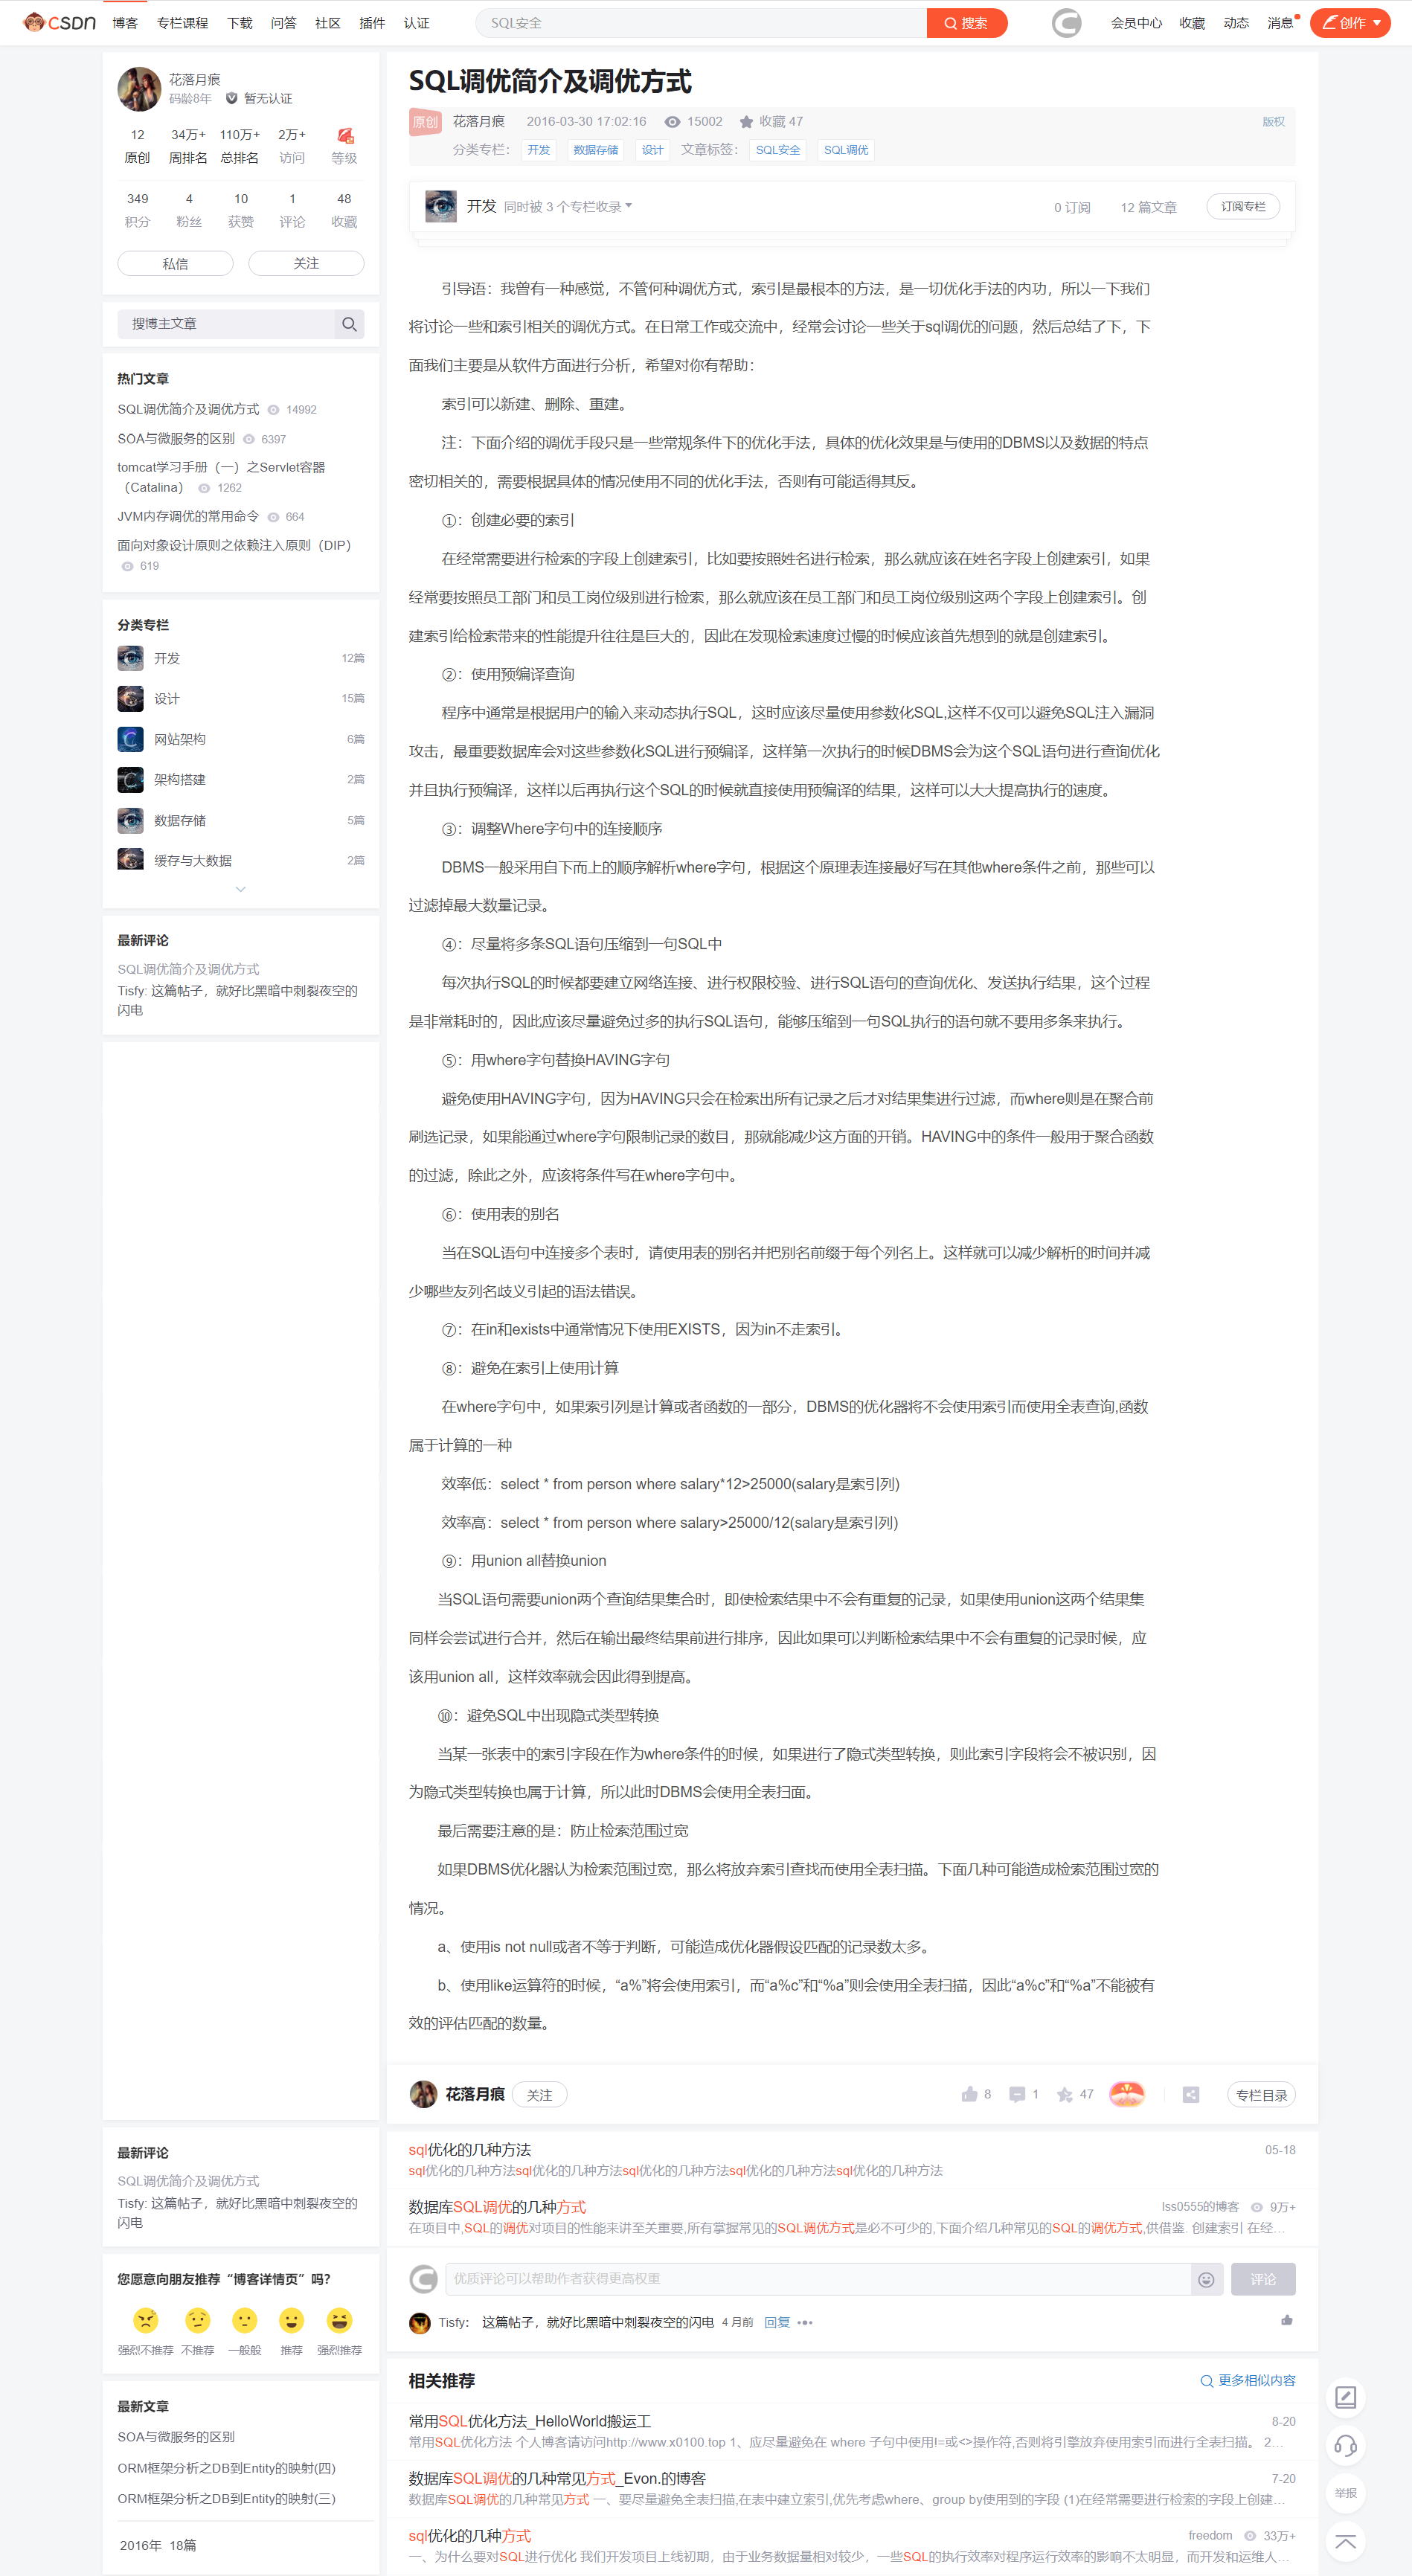 CSDN 博客 专栏课程 下载 问答 社区 插件 认证 SQL安全 搜索 会员中心 收藏 动态 消息 创作
花落月痕
码龄8年 暂无认证
12 34万+ 110万+ 2万+
原创 周排名 总排名 访问 等级
349 4 10 1 48
积分 粉丝 获赞 评论 收藏
私信 关注
搜博主文章
热门文章
SQL调优简介及调优方式 14992
SOA与微服务的区别 6397
tomcat学习手册（一）之Servlet容器
（Catalina） 1262
JVM内存调优的常用命令 664
面向对象设计原则之依赖注入原则（DIP）
619
分类专栏
开发 12篇
设计 15篇
网站架构 6篇
架构搭建 2篇
数据存储 5篇
缓存与大数据 2篇
最新评论
SQL调优简介及调优方式
Tisfy: 这篇帖子，就好比黑暗中刺裂夜空的
闪电
最新评论
SQL调优简介及调优方式
Tisfy: 这篇帖子，就好比黑暗中刺裂夜空的
闪电
您愿意向朋友推荐“博客详情页”吗？
强烈不推荐 不推荐 一般般 推荐 强烈推荐
最新文章
SOA与微服务的区别
ORM框架分析之DB到Entity的映射(四)
ORM框架分析之DB到Entity的映射(三)
2016年 18篇
SQL调优简介及调优方式
原创 花落月痕 2016-03-30 17:02:16 15002 收藏 47 版权
分类专栏： 开发 数据存储 设计 文章标签： SQL安全 SQL调优
开发 同时被 3 个专栏收录 0 订阅 12 篇文章 订阅专栏
引导语：我曾有一种感觉，不管何种调优方式，索引是最根本的方法，是一切优化手法的内功，所以一下我们
将讨论一些和索引相关的调优方式。在日常工作或交流中，经常会讨论一些关于sql调优的问题，然后总结了下，下
面我们主要是从软件方面进行分析，希望对你有帮助：
索引可以新建、删除、重建。
注：下面介绍的调优手段只是一些常规条件下的优化手法，具体的优化效果是与使用的DBMS以及数据的特点
密切相关的，需要根据具体的情况使用不同的优化手法，否则有可能适得其反。
①：创建必要的索引
在经常需要进行检索的字段上创建索引，比如要按照姓名进行检索，那么就应该在姓名字段上创建索引，如果
经常要按照员工部门和员工岗位级别进行检索，那么就应该在员工部门和员工岗位级别这两个字段上创建索引。创
建索引给检索带来的性能提升往往是巨大的，因此在发现检索速度过慢的时候应该首先想到的就是创建索引。
②：使用预编译查询
程序中通常是根据用户的输入来动态执行SQL，这时应该尽量使用参数化SQL,这样不仅可以避免SQL注入漏洞
攻击，最重要数据库会对这些参数化SQL进行预编译，这样第一次执行的时候DBMS会为这个SQL语句进行查询优化
并且执行预编译，这样以后再执行这个SQL的时候就直接使用预编译的结果，这样可以大大提高执行的速度。
③：调整Where字句中的连接顺序
DBMS一般采用自下而上的顺序解析where字句，根据这个原理表连接最好写在其他where条件之前，那些可以
过滤掉最大数量记录。
④：尽量将多条SQL语句压缩到一句SQL中
每次执行SQL的时候都要建立网络连接、进行权限校验、进行SQL语句的查询优化、发送执行结果，这个过程
是非常耗时的，因此应该尽量避免过多的执行SQL语句，能够压缩到一句SQL执行的语句就不要用多条来执行。
⑤：用where字句替换HAVING字句
避免使用HAVING字句，因为HAVING只会在检索出所有记录之后才对结果集进行过滤，而where则是在聚合前
刷选记录，如果能通过where字句限制记录的数目，那就能减少这方面的开销。HAVING中的条件一般用于聚合函数
的过滤，除此之外，应该将条件写在where字句中。
⑥：使用表的别名
当在SQL语句中连接多个表时，请使用表的别名并把别名前缀于每个列名上。这样就可以减少解析的时间并减
少哪些友列名歧义引起的语法错误。
⑦：在in和exists中通常情况下使用EXISTS，因为in不走索引。
⑧：避免在索引上使用计算
在where字句中，如果索引列是计算或者函数的一部分，DBMS的优化器将不会使用索引而使用全表查询,函数
属于计算的一种
效率低：select * from person where salary*12>25000(salary是索引列)
效率高：select * from person where salary>25000/12(salary是索引列)
⑨：用union all替换union
当SQL语句需要union两个查询结果集合时，即使检索结果中不会有重复的记录，如果使用union这两个结果集
同样会尝试进行合并，然后在输出最终结果前进行排序，因此如果可以判断检索结果中不会有重复的记录时候，应
该用union all，这样效率就会因此得到提高。
⑩：避免SQL中出现隐式类型转换
当某一张表中的索引字段在作为where条件的时候，如果进行了隐式类型转换，则此索引字段将会不被识别，因
为隐式类型转换也属于计算，所以此时DBMS会使用全表扫面。
最后需要注意的是：防止检索范围过宽
如果DBMS优化器认为检索范围过宽，那么将放弃索引查找而使用全表扫描。下面几种可能造成检索范围过宽的
情况。
a、使用is not null或者不等于判断，可能造成优化器假设匹配的记录数太多。
b、使用like运算符的时候，“a%”将会使用索引，而“a%c”和“%a”则会使用全表扫描，因此“a%c”和“%a”不能被有
效的评估匹配的数量。
花落月痕 关注 8 1 47 专栏目录
sql优化的几种方法 05-18
sql优化的几种方法sql优化的几种方法sql优化的几种方法sql优化的几种方法sql优化的几种方法
数据库SQL调优的几种方式 lss0555的博客 9万+
在项目中,SQL的调优对项目的性能来讲至关重要,所有掌握常见的SQL调优方式是必不可少的,下面介绍几种常见的SQL的调优方式,供借鉴. 创建索引 在经…
优质评论可以帮助作者获得更高权重 评论
Tisfy： 这篇帖子，就好比黑暗中刺裂夜空的闪电 4 月前 回复
相关推荐 更多相似内容
常用SQL优化方法_HelloWorld搬运工 8-20
常用SQL优化方法 个人博客请访问http://www.x0100.top 1、应尽量避免在 where 子句中使用!=或<>操作符,否则将引擎放弃使用索引而进行全表扫描。 2…
数据库SQL调优的几种常见方式_Evon.的博客 7-20
数据库SQL调优的几种常见方式 一、要尽量避免全表扫描,在表中建立索引,优先考虑where、group by使用到的字段 (1)在经常需要进行检索的字段上创建…
sql优化的几种方式 freedom 33万+
一、为什么要对SQL进行优化 我们开发项目上线初期，由于业务数据量相对较少，一些SQL的执行效率对程序运行效率的影响不太明显，而开发和运维人…
举报